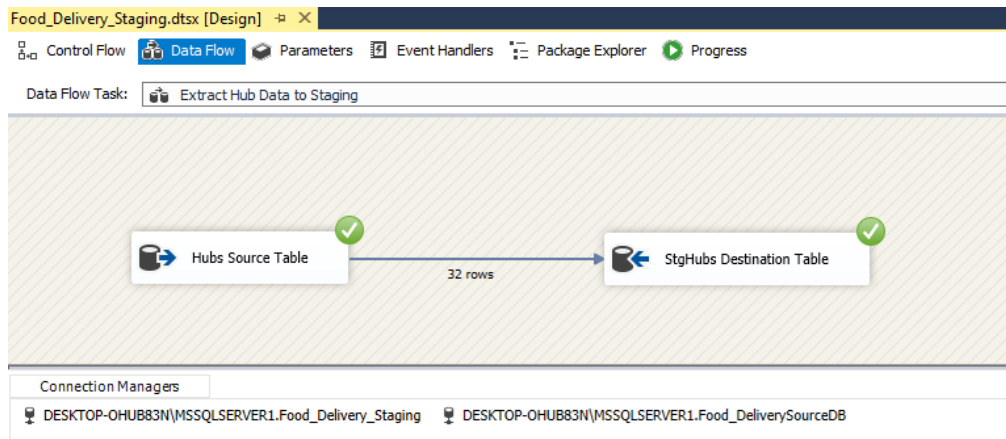 Food_Delivery_Staging.dtsx [Design]
Control Flow Data Flow Parameters Event Handlers Package Explorer Progress
Data Flow Task: Extract Hub Data to Staging
Hubs Source Table
32 rows
StgHubs Destination Table
Connection Managers
DESKTOP-OHUB83N\MSSQLSERVER1.Food_Delivery_Staging DESKTOP-OHUB83N\MSSQLSERVER1.Food_DeliverySourceDB